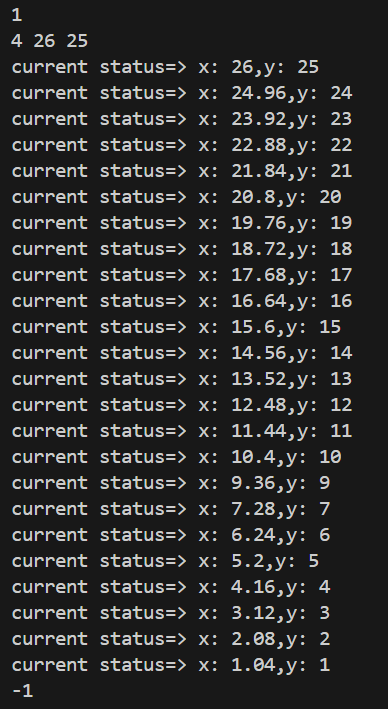 1
4 26 25
current status=> x: 26,y: 25
current status=> x: 24.96,y: 24
current status=> x: 23.92,y: 23
current status=> x: 22.88,y: 22
current status=> x: 21.84,y: 21
current status=> x: 20.8,y: 20
current status=> x: 19.76,y: 19
current status=> x: 18.72,y: 18
current status=> x: 17.68,y: 17
current status=> x: 16.64,y: 16
current status=> x: 15.6,y: 15
current status=> x: 14.56,y: 14
current status=> x: 13.52,y: 13
current status=> x: 12.48,y: 12
current status=> x: 11.44,y: 11
current status=> x: 10.4,y: 10
current status=> x: 9.36,y: 9
current status=> x: 7.28,y: 7
current status=> x: 6.24,y: 6
current status=> x: 5.2,y: 5
current status=> x: 4.16,y: 4
current status=> x: 3.12,y: 3
current status=> x: 2.08,y: 2
current status=> x: 1.04,y: 1
-1